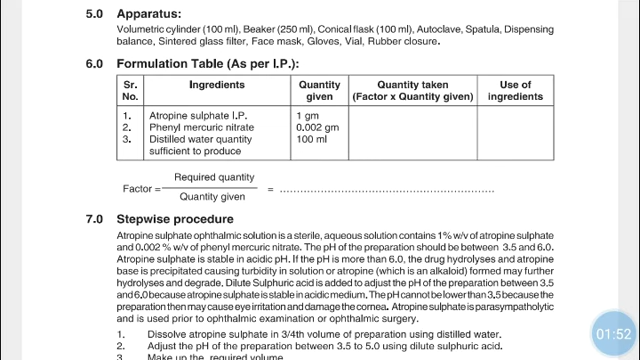 5.0 Apparatus:
Volumetric cylinder (100 ml), Beaker (250 ml), Conical flask (100 ml), Autoclave, Spatula, Dispensing
balance, Sintered glass filter, Face mask, Gloves, Vial, Rubber closure.
6.0 Formulation Table (As per I.P.):
Sr. No. Ingredients Quantity given Quantity taken (Factor x Quantity given) Use of ingredients
1. Atropine sulphate I.P. 1 gm
2. Phenyl mercuric nitrate 0.002 gm
3. Distilled water quantity sufficient to produce 100 ml
Required quantity
Factor = = ..............................................................
Quantity given
7.0 Stepwise procedure
Atropine sulphate ophthalmic solution is a sterile, aqueous solution contains 1% w/v of atropine sulphate
and 0.002 % w/v of phenyl mercuric nitrate. The pH of the preparation should be between 3.5 and 6.0.
Atropine sulphate is stable in acidic pH. If the pH is more than 6.0, the drug hydrolyses and atropine
base is precipitated causing turbidity in solution or atropine (which is an alkaloid) formed may further
hydrolyses and degrade. Dilute Sulphuric acid is added to adjust the pH of the preparation between 3.5
and 6.0 because atropine sulphate is stable in acidic medium. The pH cannot be lower than 3.5 because the
preparation then may cause eye irritation and damage the cornea. Atropine sulphate is parasympatholytic
and is used prior to ophthalmic examination or ophthalmic surgery.
1. Dissolve atropine sulphate in 3/4th volume of preparation using distilled water.
2. Adjust the pH of the preparation between 3.5 to 5.0 using dilute sulphuric acid.
3. Make up the required volume
01:52